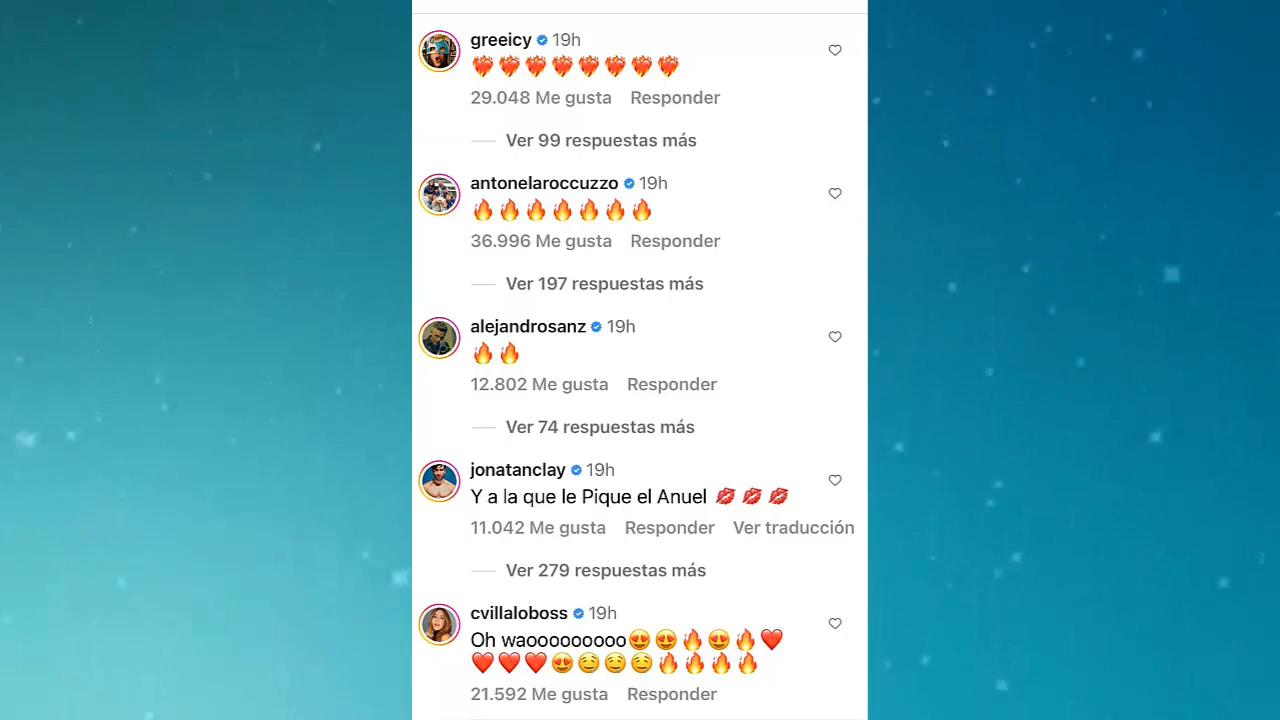 greeicy 19h
❤️‍🔥❤️‍🔥❤️‍🔥❤️‍🔥❤️‍🔥❤️‍🔥❤️‍🔥❤️‍🔥
29.048 Me gusta Responder
Ver 99 respuestas más
antonelaroccuzzo 19h
🔥🔥🔥🔥🔥🔥🔥
36.996 Me gusta Responder
Ver 197 respuestas más
alejandrosanz 19h
🔥🔥
12.802 Me gusta Responder
Ver 74 respuestas más
jonatanclay 19h
Y a la que le Pique el Anuel 💋💋💋
11.042 Me gusta Responder Ver traducción
Ver 279 respuestas más
cvillaloboss 19h
Oh waooooooooo😍😍🔥😍🔥❤️
❤️❤️❤️😍🤤🤤🤤🔥🔥🔥🔥
21.592 Me gusta Responder